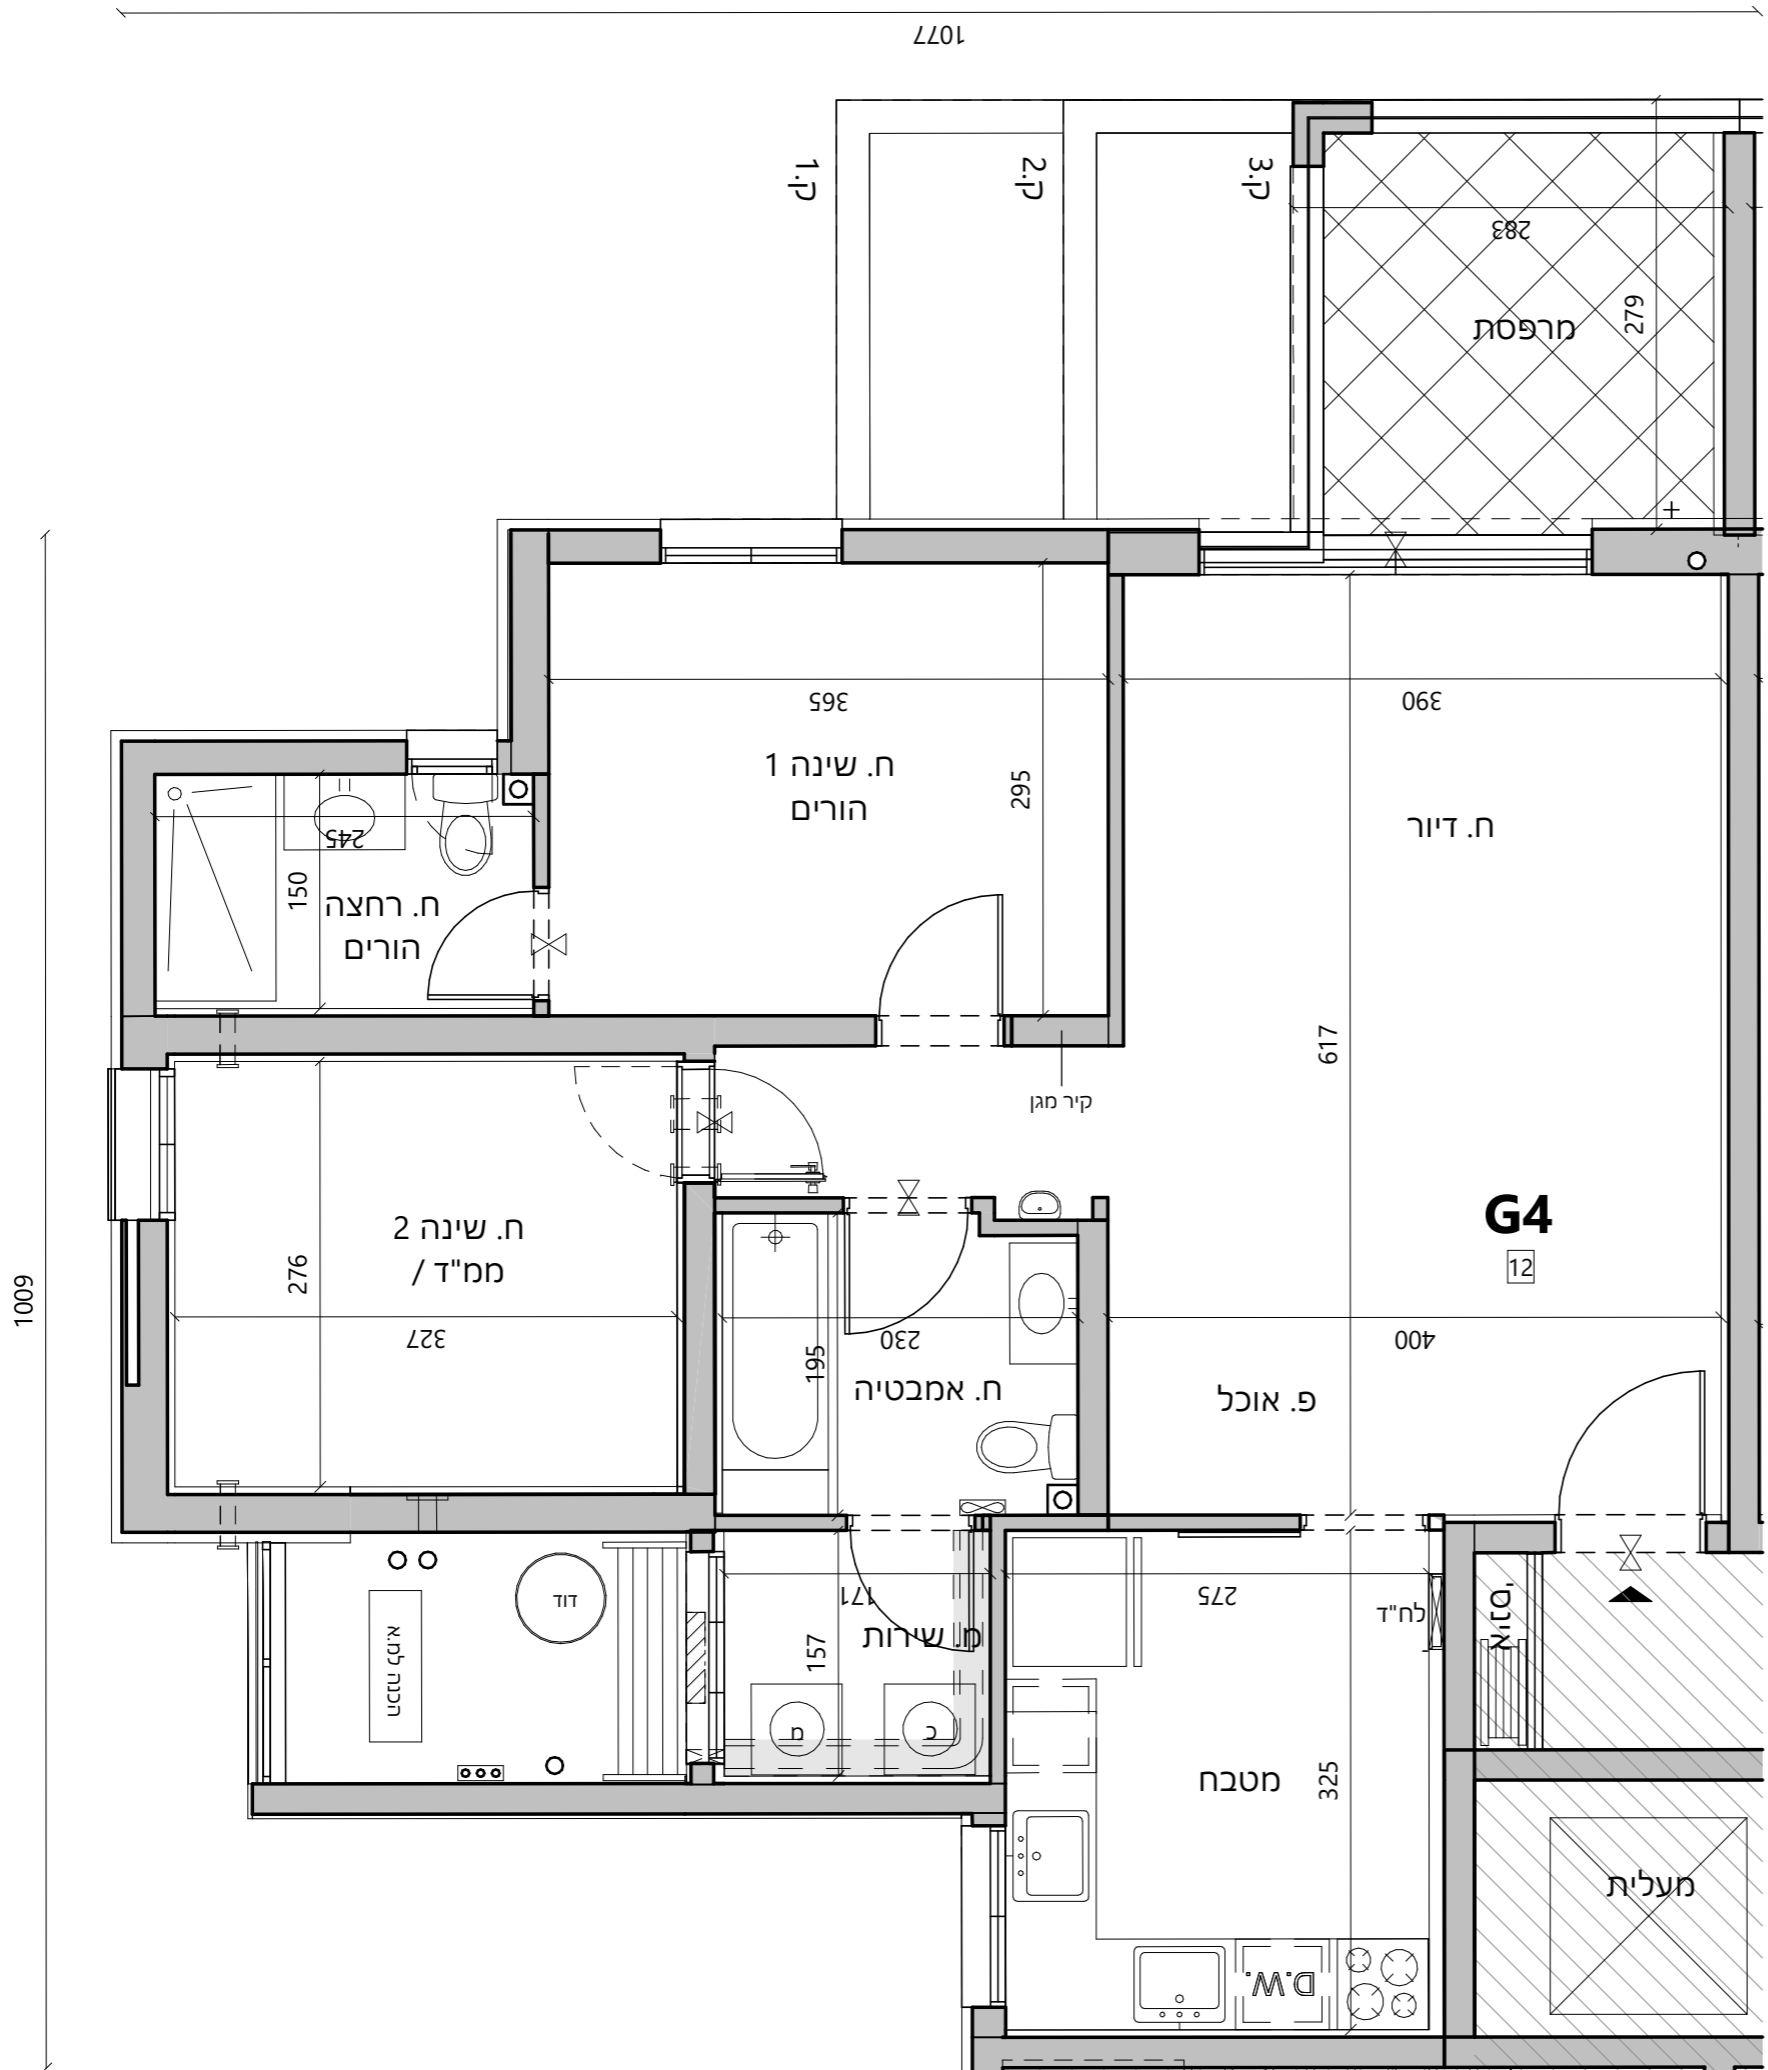 1077
ק.1
ק.2
ק.3
283
279
מרפסת
365
390
ח. שינה 1
הורים
295
ח. דיור
245
150
ח. רחצה
הורים
617
קיר מגן
ח. שינה 2
/ ממ"ד
276
327
1009
G4
12
230
195
400
ח. אמבטיה
פ. אוכל
171
275
דוד
הכנה למ.א
157
מ. שירות
לח"ד
מ
כ
מטבח
325
מעלית
D.W.